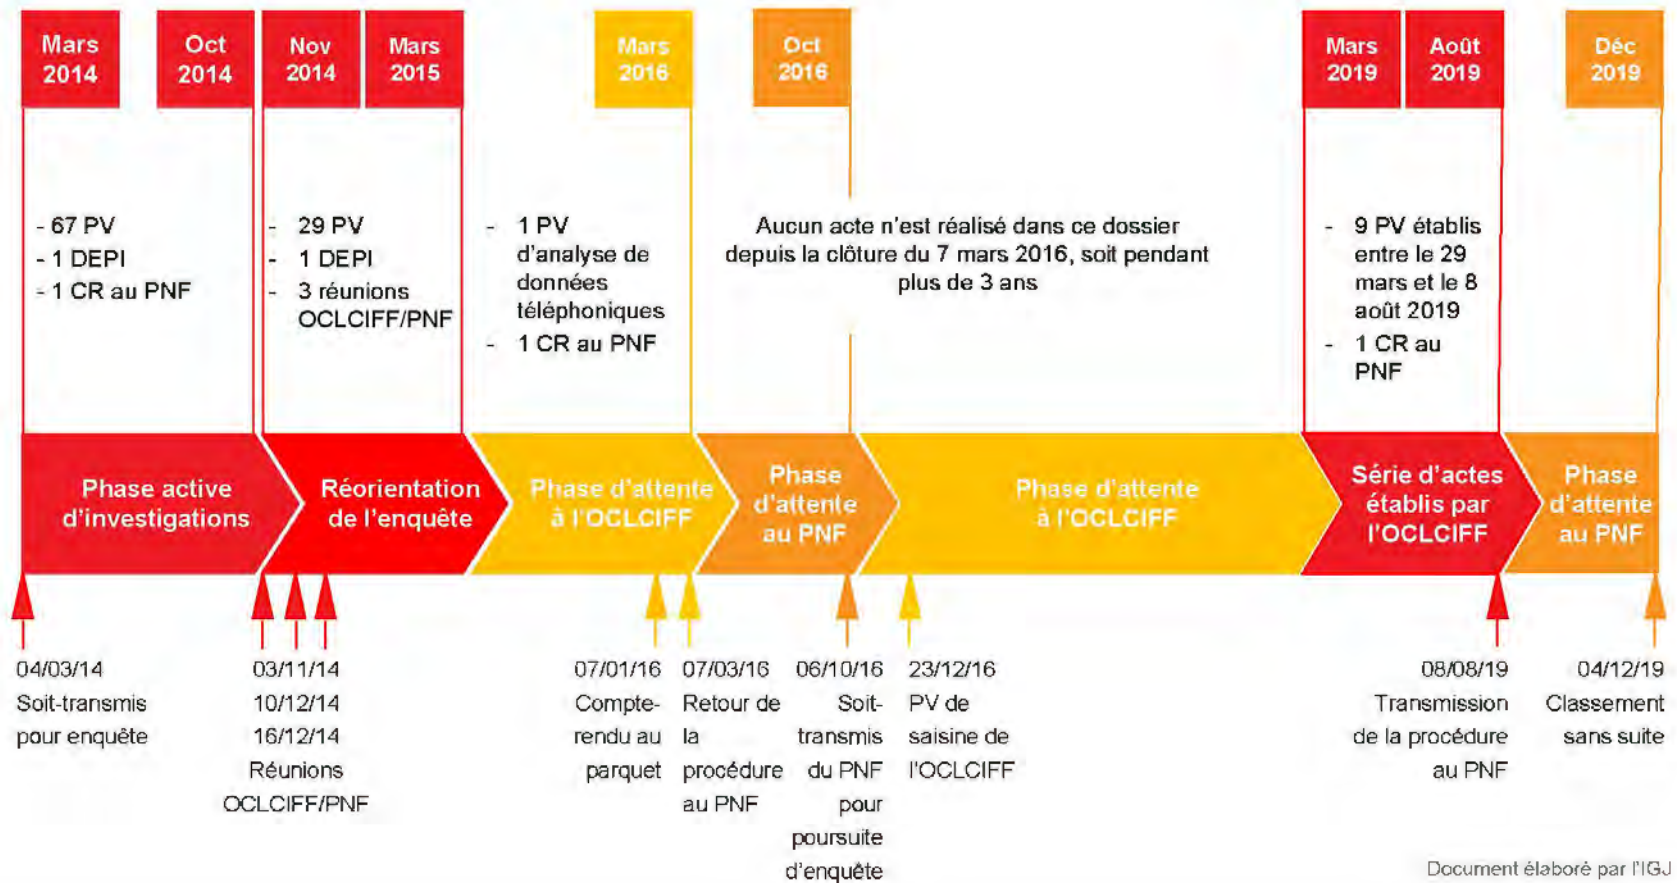 Mars
2014
Oct
2014
Nov
2014
Mars
2015
Mars
2016
Oct
2016
Mars
2019
Août
2019
Déc
2019
- 67 PV
- 1 DEPI
- 1 CR au PNF
- 29 PV
- 1 DEPI
- 3 réunions
OCLCIFF/PNF
- 1 PV
d'analyse de
données
téléphoniques
- 1 CR au PNF
Aucun acte n'est réalisé dans ce dossier
depuis la clôture du 7 mars 2016, soit pendant
plus de 3 ans
- 9 PV établis
entre le 29
mars et le 8
août 2019
- 1 CR au
PNF
Phase active
d'investigations
Réorientation
de l'enquête
Phase d'attente
à l'OCLCIFF
Phase
d'attente
au PNF
Phase d'attente
à l'OCLCIFF
Série d'actes
établis par
l'OCLCIFF
Phase
d'attente
au PNF
04/03/14
Soit-transmis
pour enquête
03/11/14
10/12/14
16/12/14
Réunions
OCLCIFF/PNF
07/01/16
Compte-
rendu au
parquet
07/03/16
Retour de
la
procédure
au PNF
06/10/16
Soit-
transmis
du PNF
pour
poursuite
d'enquête
23/12/16
PV de
saisine de
l'OCLCIFF
08/08/19
Transmission
de la procédure
au PNF
04/12/19
Classement
sans suite
Document élaboré par l'IGJ